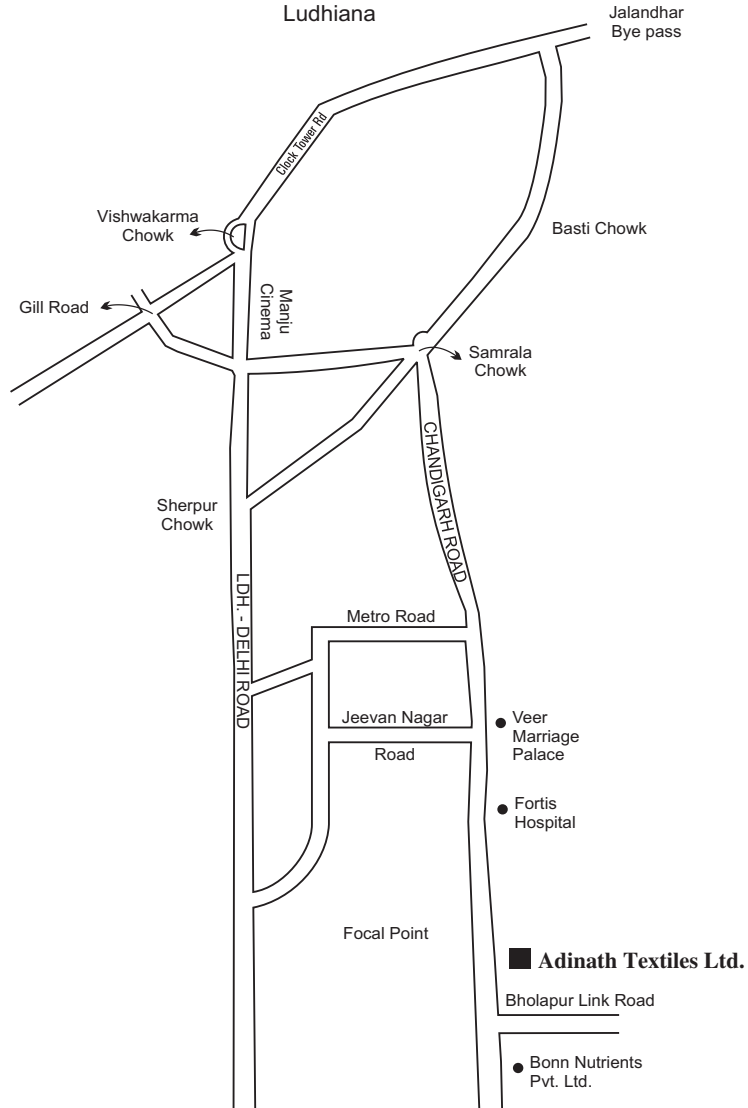 Ludhiana
Jalandhar
Bye pass
Clock Tower Rd
Vishwakarma
Chowk
Basti Chowk
Gill Road
Manju
Cinema
Samrala
Chowk
CHANDIGARH ROAD
Sherpur
Chowk
LDH. - DELHI ROAD
Metro Road
Jeevan Nagar
Road
Veer
Marriage
Palace
Fortis
Hospital
Focal Point
Adinath Textiles Ltd.
Bholapur Link Road
Bonn Nutrients
Pvt. Ltd.